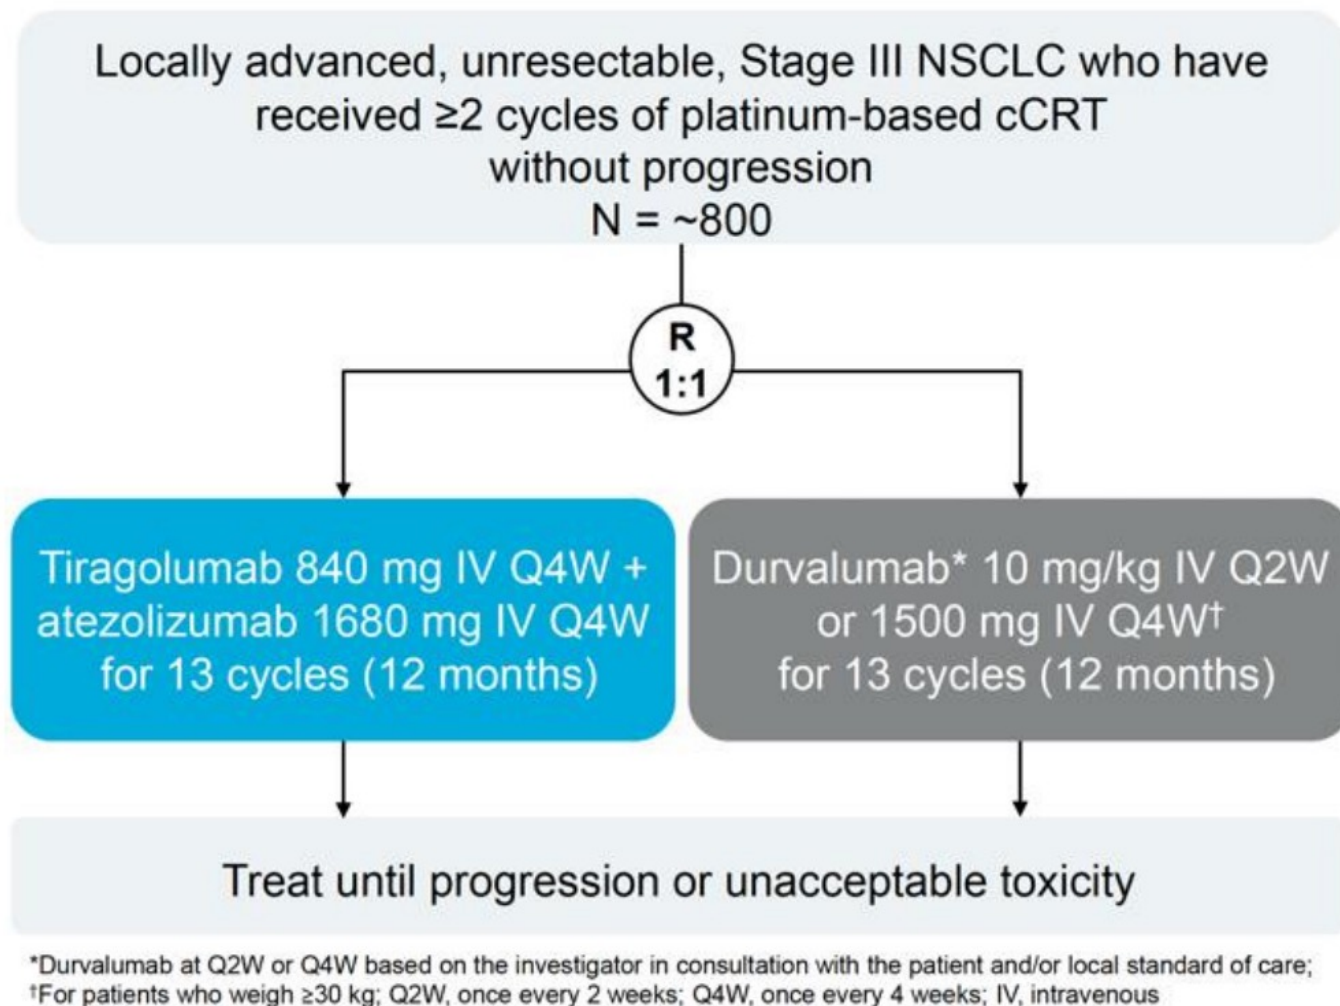 Locally advanced, unresectable, Stage III NSCLC who have
received ≥2 cycles of platinum-based cCRT
without progression
N = ~800
R
1:1
Tiragolumab 840 mg IV Q4W +
atezolizumab 1680 mg IV Q4W
for 13 cycles (12 months)
Durvalumab* 10 mg/kg IV Q2W
or 1500 mg IV Q4W†
for 13 cycles (12 months)
Treat until progression or unacceptable toxicity
*Durvalumab at Q2W or Q4W based on the investigator in consultation with the patient and/or local standard of care;
†For patients who weigh ≥30 kg; Q2W, once every 2 weeks; Q4W, once every 4 weeks; IV, intravenous